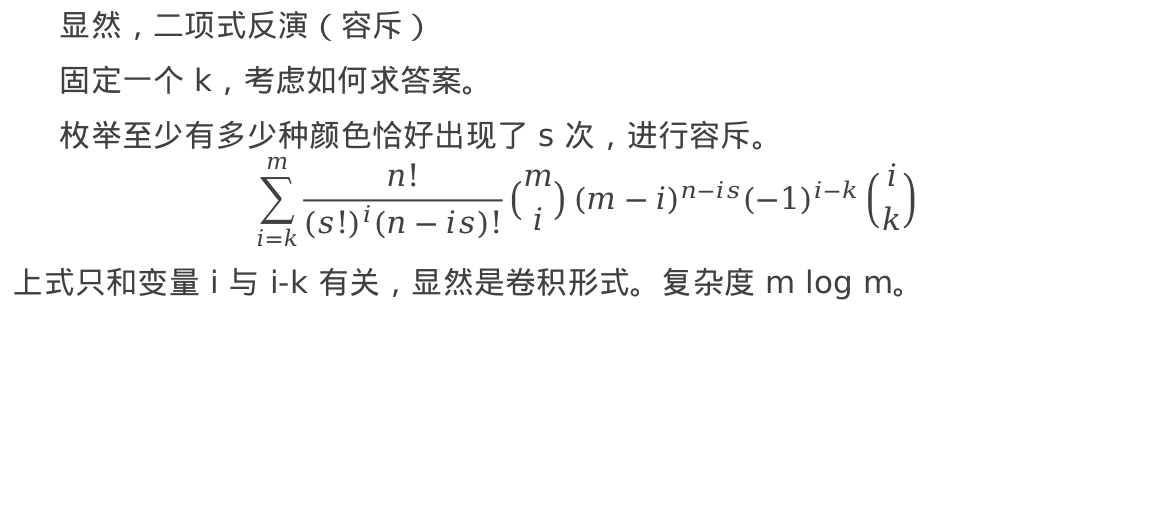 显然，二项式反演（容斥）
固定一个 k，考虑如何求答案。
枚举至少有多少种颜色恰好出现了 s 次，进行容斥。
\sum_{i=k}^{m} \frac{n!}{(s!)^i(n-is)!} \binom{m}{i} (m-i)^{n-is}(-1)^{i-k} \binom{i}{k}
上式只和变量 i 与 i-k 有关，显然是卷积形式。复杂度 m log m。